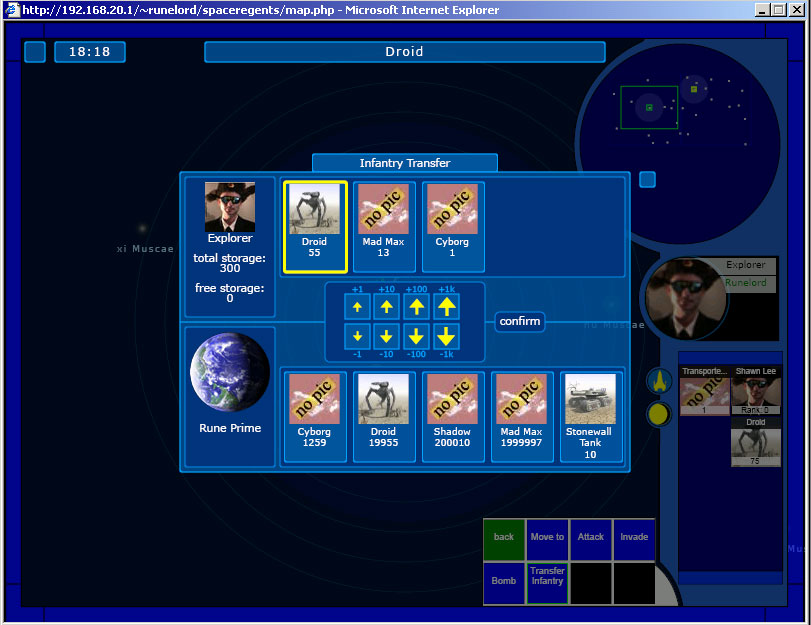 http://192.168.20.1/~runelord/spaceregents/map.php - Microsoft Internet Explorer
18:18
Droid
Infantry Transfer
Explorer
total storage:
300
free storage:
0
Droid
55
no pic
Mad Max
13
no pic
Cyborg
1
xi Muscae
+1 +10 +100 +1k
-1 -10 -100 -1k
confirm
nu Muscae
Explorer
Runelord
Rune Prime
no pic
Cyborg
1259
Droid
19955
no pic
Shadow
200010
no pic
Mad Max
1999997
Stonewall
Tank
10
Transporte...
no pic
1
Shawn Lee
Rank: 0
Droid
75
back
Move to
Attack
Invade
Bomb
Transfer
Infantry